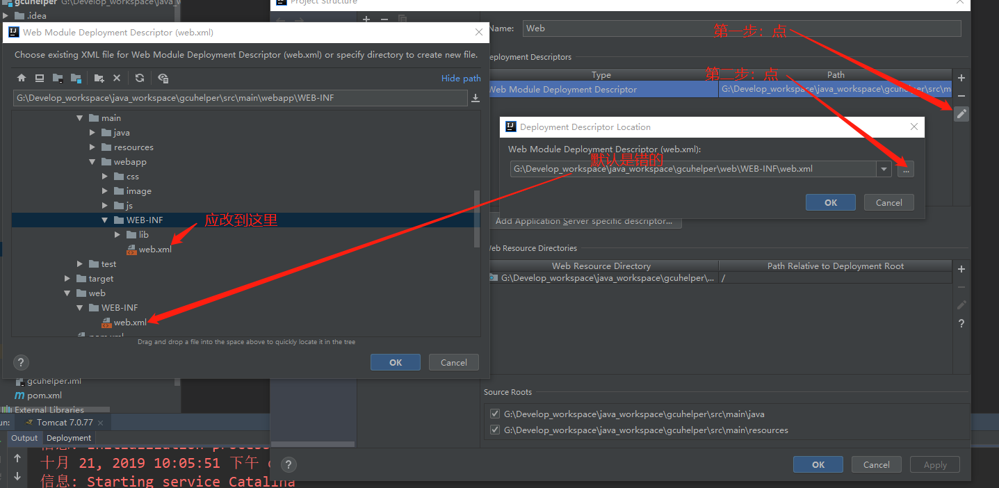 gcuhelper G:\Develop_workspace\java_w
.idea
Project Structure
Web Module Deployment Descriptor (web.xml)
Choose existing XML file for Web Module Deployment Descriptor (web.xml) or specify directory to create new file.
Hide path
G:\Develop_workspace\java_workspace\gcuhelper\src\main\webapp\WEB-INF
main
java
resources
webapp
css
image
js
WEB-INF
应改到这里
lib
web.xml
test
target
web
WEB-INF
web.xml
pom.xml
Drag and drop a file into the space above to quickly locate it in the tree
?
OK
Cancel
Name:
Web
第一步：点
Deployment Descriptors
第二步：点
Type
Path
Web Module Deployment Descriptor
G:\Develop_workspace\java_workspace\gcuhelper\src\m
Deployment Descriptor Location
Web Module Deployment Descriptor (web.xml):
默认是错的
G:\Develop_workspace\java_workspace\gcuhelper\web\WEB-INF\web.xml
...
OK
Cancel
Add Application Server specific descriptor...
Web Resource Directories
Web Resource Directory
Path Relative to Deployment Root
G:\Develop_workspace\java_workspace\gcuhelper\...
/
?
Source Roots
G:\Develop_workspace\java_workspace\gcuhelper\src\main\java
G:\Develop_workspace\java_workspace\gcuhelper\src\main\resources
?
OK
Cancel
Apply
gcuhelper.iml
pom.xml
External Libraries
un:
Tomcat 7.0.77
Output
Deployment
信息: Initialization process
十月 21, 2019 10:05:51 下午
信息: Starting service Catalina